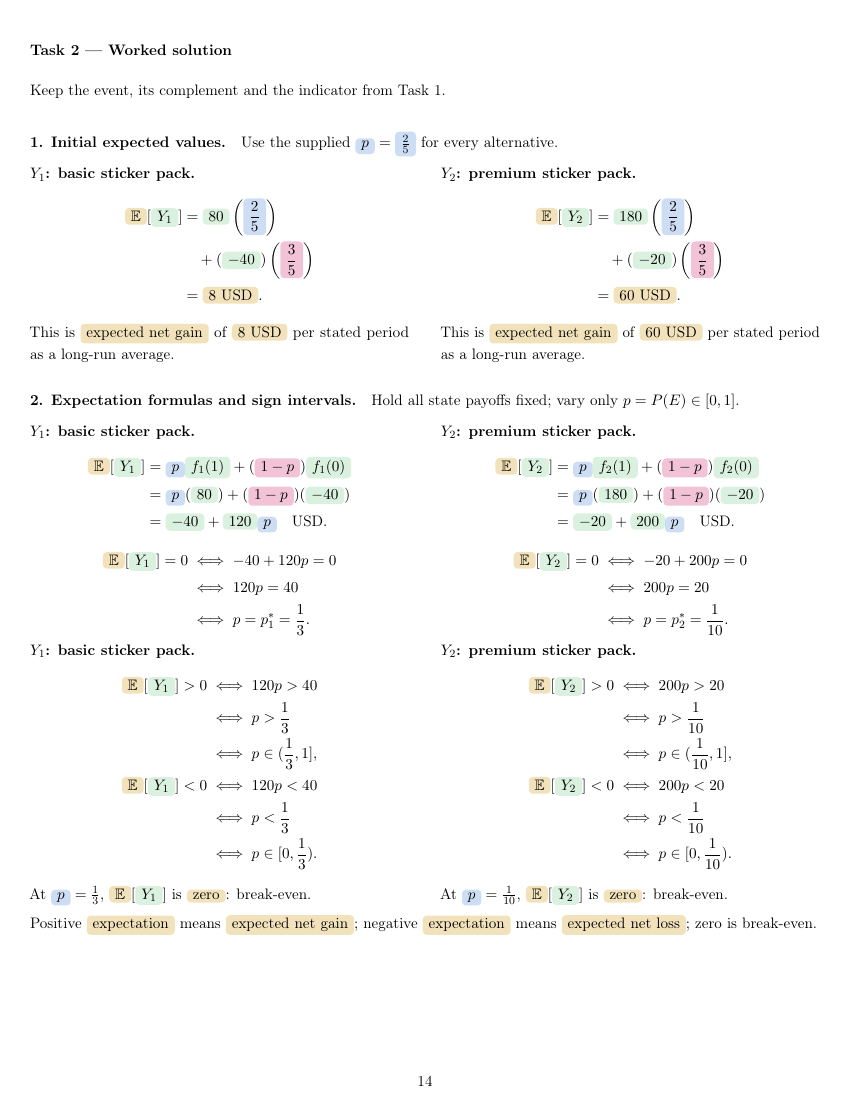 Task 2 — Worked solution
Keep the event, its complement and the indicator from Task 1.
1. Initial expected values. Use the supplied p = 2/5 for every alternative.
Y₁: basic sticker pack.
𝔼[Y₁] = 80 (2/5)
+ (−40) (3/5)
= 8 USD.
This is expected net gain of 8 USD per stated period
as a long-run average.
Y₂: premium sticker pack.
𝔼[Y₂] = 180 (2/5)
+ (−20) (3/5)
= 60 USD.
This is expected net gain of 60 USD per stated period
as a long-run average.
2. Expectation formulas and sign intervals. Hold all state payoffs fixed; vary only p = P(E) ∈ [0, 1].
Y₁: basic sticker pack.
𝔼[Y₁] = p f₁(1) + (1 − p) f₁(0)
= p(80) + (1 − p)(−40)
= −40 + 120 p USD.
𝔼[Y₁] = 0 ⟺ −40 + 120p = 0
⟺ 120p = 40
⟺ p = p₁* = 1/3.
Y₂: premium sticker pack.
𝔼[Y₂] = p f₂(1) + (1 − p) f₂(0)
= p(180) + (1 − p)(−20)
= −20 + 200 p USD.
𝔼[Y₂] = 0 ⟺ −20 + 200p = 0
⟺ 200p = 20
⟺ p = p₂* = 1/10.
Y₁: basic sticker pack.
𝔼[Y₁] > 0 ⟺ 120p > 40
⟺ p > 1/3
⟺ p ∈ (1/3, 1],
𝔼[Y₁] < 0 ⟺ 120p < 40
⟺ p < 1/3
⟺ p ∈ [0, 1/3).
At p = 1/3, 𝔼[Y₁] is zero: break-even.
Y₂: premium sticker pack.
𝔼[Y₂] > 0 ⟺ 200p > 20
⟺ p > 1/10
⟺ p ∈ (1/10, 1],
𝔼[Y₂] < 0 ⟺ 200p < 20
⟺ p < 1/10
⟺ p ∈ [0, 1/10).
At p = 1/10, 𝔼[Y₂] is zero: break-even.
Positive expectation means expected net gain; negative expectation means expected net loss; zero is break-even.
14